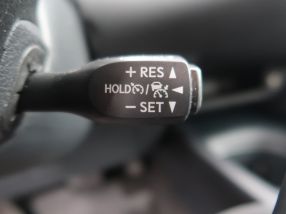 + RES ▲
HOLD / ◀
− SET ▼